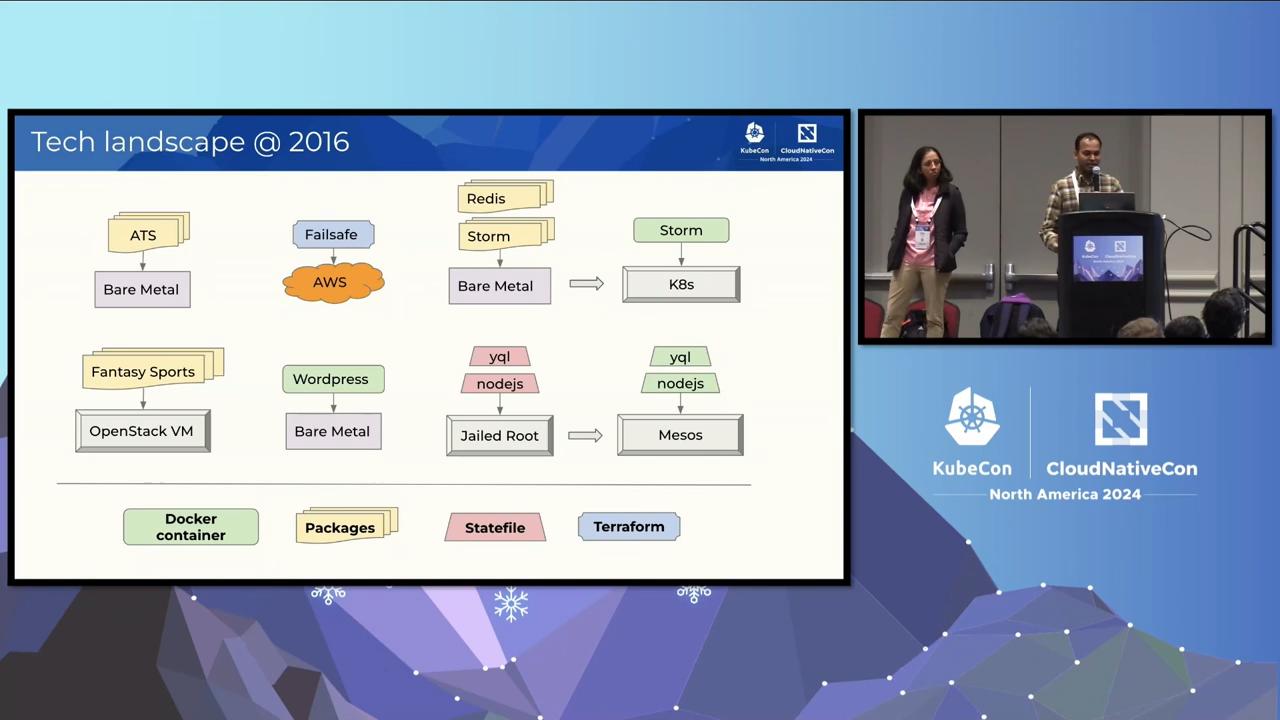 Tech landscape @ 2016
KubeCon
CloudNativeCon
North America 2024
ATS
Bare Metal
Failsafe
AWS
Redis
Storm
Bare Metal
Storm
K8s
Fantasy Sports
OpenStack VM
Wordpress
Bare Metal
yql
nodejs
Jailed Root
yql
nodejs
Mesos
Docker
container
Packages
Statefile
Terraform
KubeCon
CloudNativeCon
North America 2024